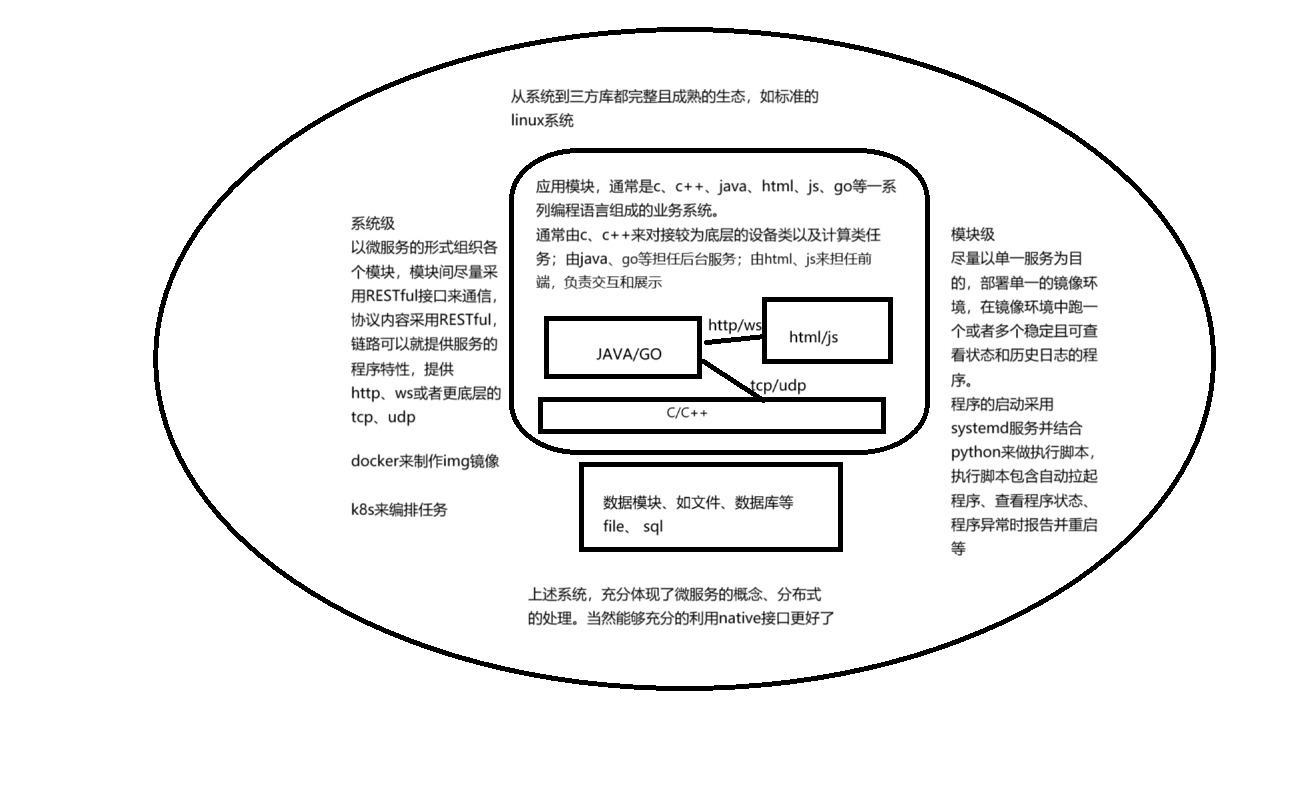 从系统到三方库都完整且成熟的生态，如标准的
linux系统
应用模块，通常是c、c++、java、html、js、go等一系
列编程语言组成的业务系统。
通常由c、c++来对接较为底层的设备类以及计算类任
务；由java、go等担任后台服务；由html、js来担任前
端，负责交互和展示
http/ws
html/js
JAVA/GO
tcp/udp
C/C++
数据模块、如文件、数据库等
file、 sql
系统级
以微服务的形式组织各
个模块，模块间尽量采
用RESTful接口来通信，
协议内容采用RESTful，
链路可以就提供服务的
程序特性，提供
http、ws或者更底层的
tcp、udp
docker来制作img镜像
k8s来编排任务
模块级
尽量以单一服务为目
的，部署单一的镜像环
境，在镜像环境中跑一
个或者多个稳定且可查
看状态和历史日志的程
序。
程序的启动采用
systemd服务并结合
python来做执行脚本，
执行脚本包含自动拉起
程序、查看程序状态、
程序异常时报告并重启
等
上述系统，充分体现了微服务的概念、分布式
的处理。当然能够充分的利用native接口更好了